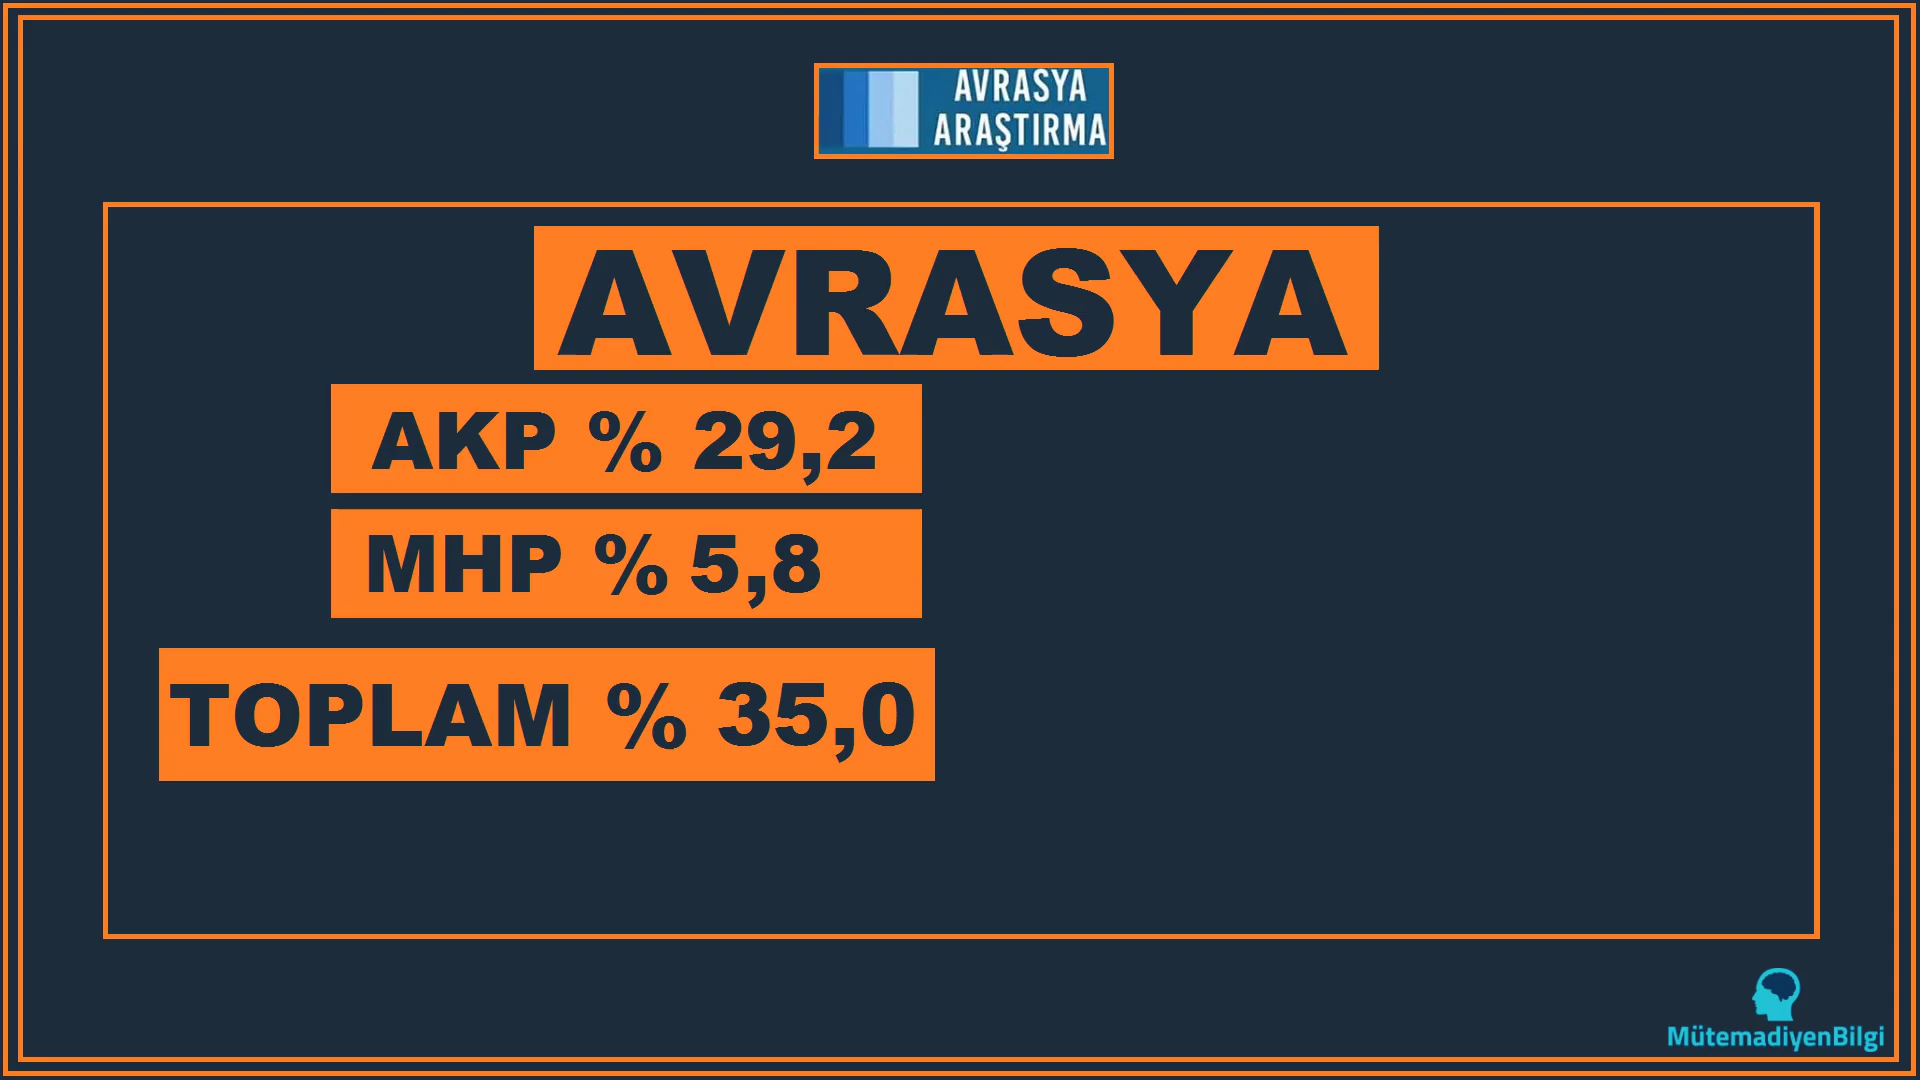 AVRASYA
ARAŞTIRMA
AVRASYA
AKP % 29,2
MHP % 5,8
TOPLAM % 35,0
MütemadiyenBilgi